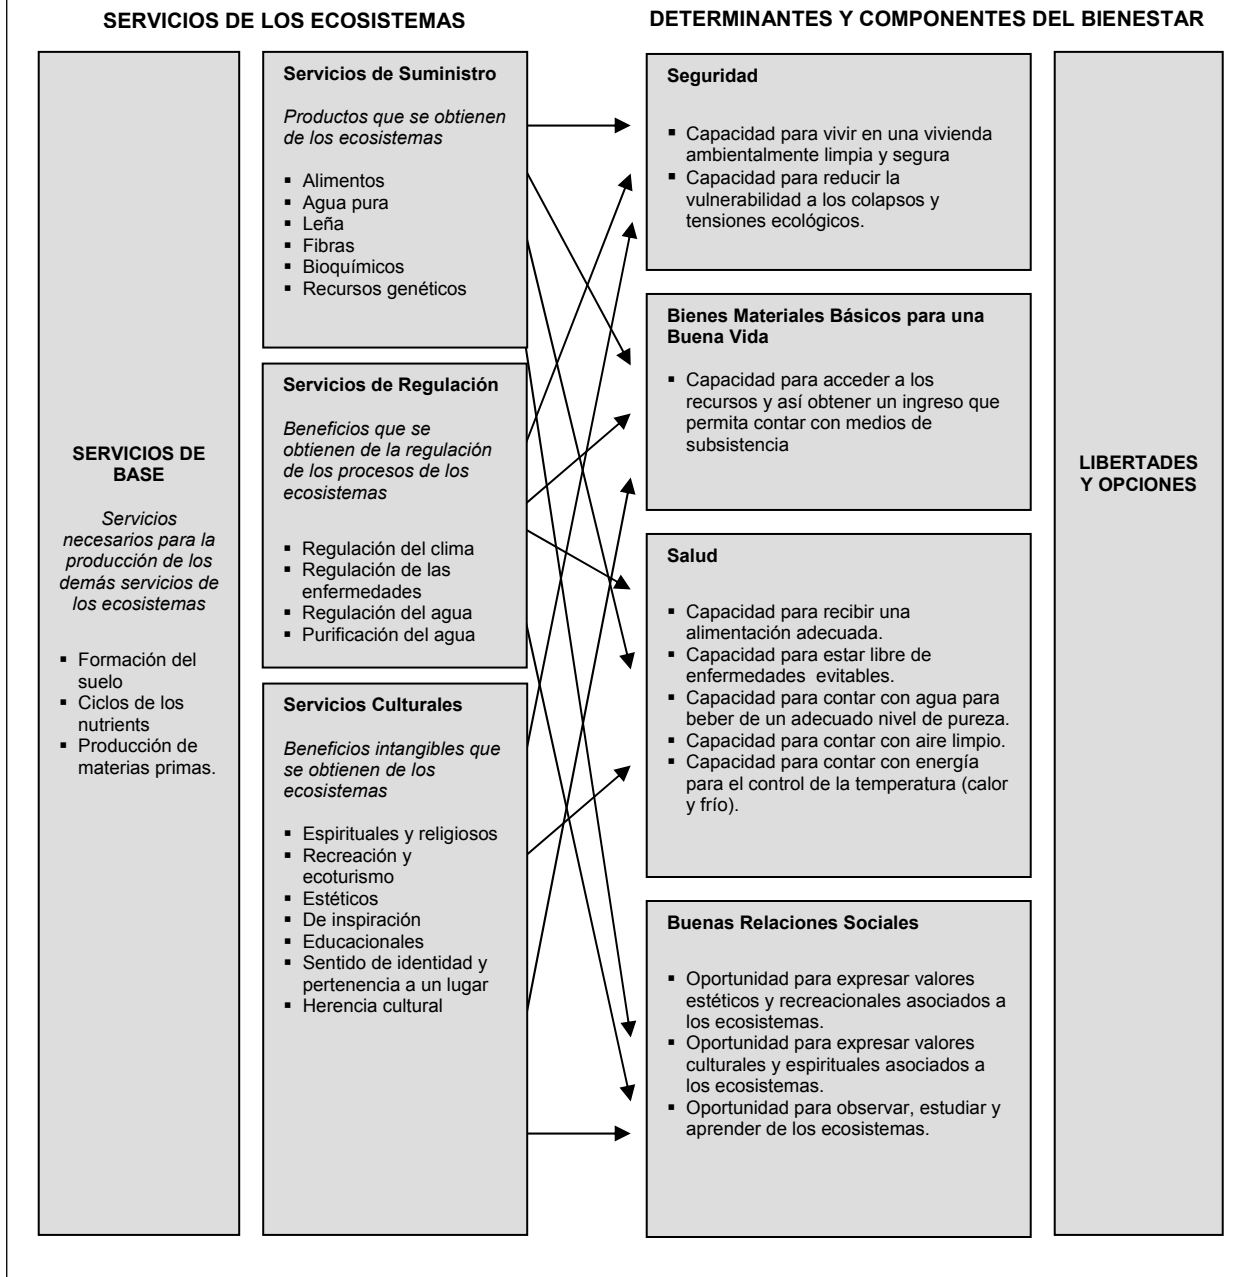 SERVICIOS DE LOS ECOSISTEMAS
DETERMINANTES Y COMPONENTES DEL BIENESTAR
SERVICIOS DE
BASE
Servicios
necesarios para la
producción de los
demás servicios de
los ecosistemas
▪ Formación del
suelo
▪ Ciclos de los
nutrients
▪ Producción de
materias primas.
Servicios de Suministro
Productos que se obtienen
de los ecosistemas
▪ Alimentos
▪ Agua pura
▪ Leña
▪ Fibras
▪ Bioquímicos
▪ Recursos genéticos
Servicios de Regulación
Beneficios que se
obtienen de la regulación
de los procesos de los
ecosistemas
▪ Regulación del clima
▪ Regulación de las
enfermedades
▪ Regulación del agua
▪ Purificación del agua
Servicios Culturales
Beneficios intangibles que
se obtienen de los
ecosistemas
▪ Espirituales y religiosos
▪ Recreación y
ecoturismo
▪ Estéticos
▪ De inspiración
▪ Educacionales
▪ Sentido de identidad y
pertenencia a un lugar
▪ Herencia cultural
Seguridad
▪ Capacidad para vivir en una vivienda
ambientalmente limpia y segura
▪ Capacidad para reducir la
vulnerabilidad a los colapsos y
tensiones ecológicos.
Bienes Materiales Básicos para una
Buena Vida
▪ Capacidad para acceder a los
recursos y así obtener un ingreso que
permita contar con medios de
subsistencia
Salud
▪ Capacidad para recibir una
alimentación adecuada.
▪ Capacidad para estar libre de
enfermedades evitables.
▪ Capacidad para contar con agua para
beber de un adecuado nivel de pureza.
▪ Capacidad para contar con aire limpio.
▪ Capacidad para contar con energía
para el control de la temperatura (calor
y frío).
Buenas Relaciones Sociales
▪ Oportunidad para expresar valores
estéticos y recreacionales asociados a
los ecosistemas.
▪ Oportunidad para expresar valores
culturales y espirituales asociados a
los ecosistemas.
▪ Oportunidad para observar, estudiar y
aprender de los ecosistemas.
LIBERTADES
Y OPCIONES